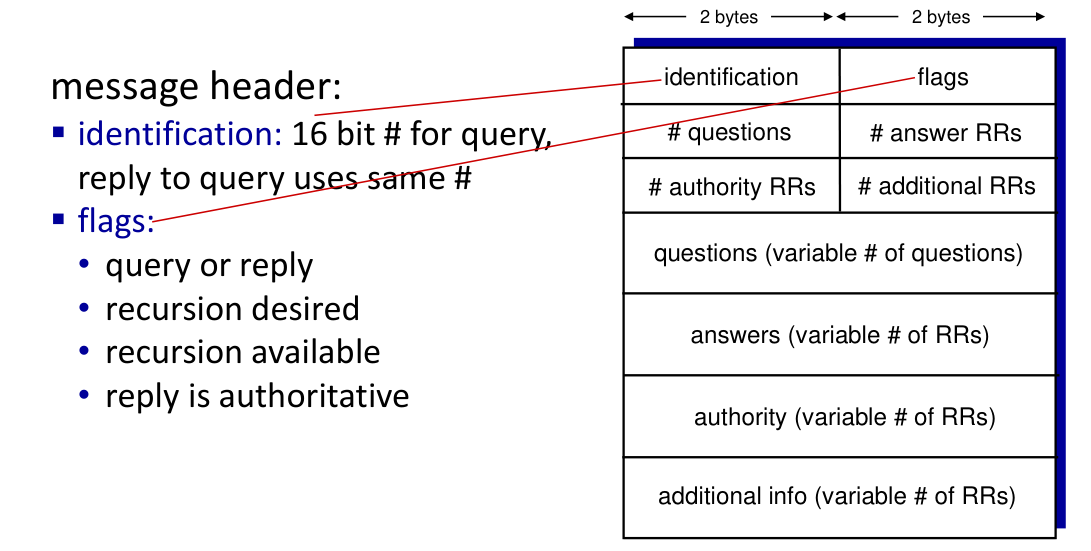 message header:
identification: 16 bit # for query,
reply to query uses same #
flags:
query or reply
recursion desired
recursion available
reply is authoritative
2 bytes 2 bytes
identification flags
# questions # answer RRs
# authority RRs # additional RRs
questions (variable # of questions)
answers (variable # of RRs)
authority (variable # of RRs)
additional info (variable # of RRs)